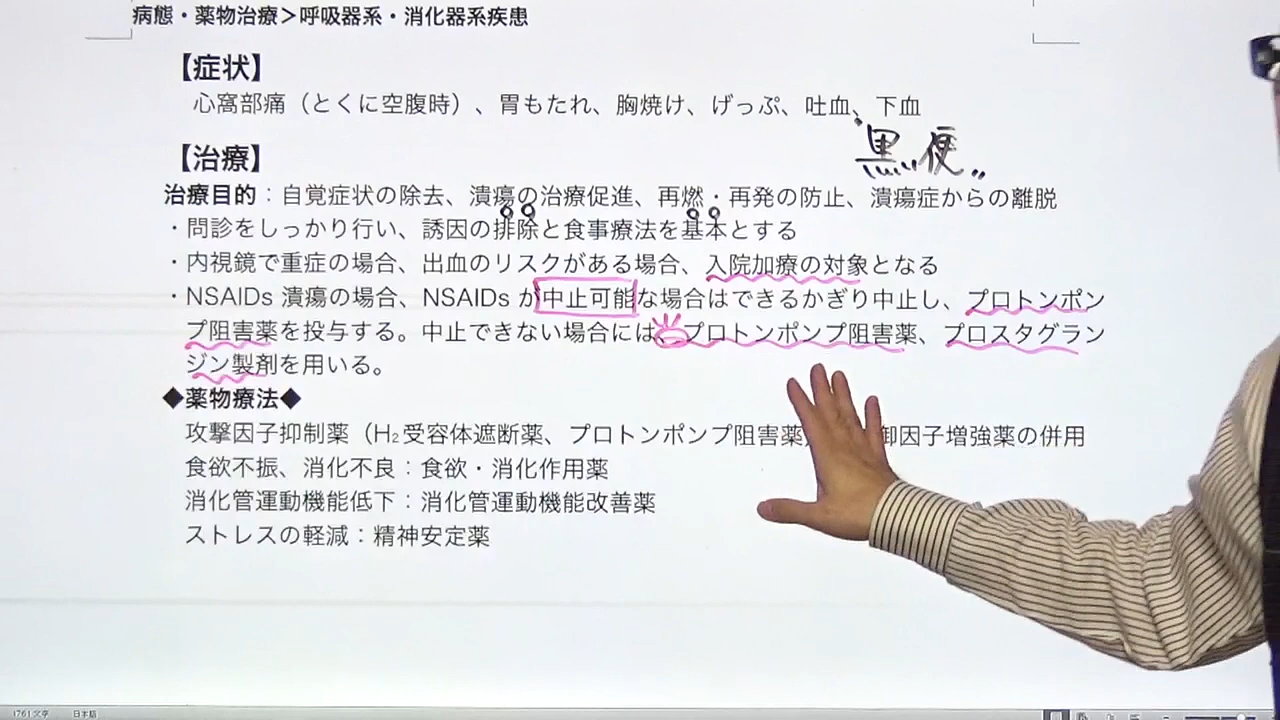 病態・薬物治療＞呼吸器系・消化器系疾患
【症状】
心窩部痛（とくに空腹時）、胃もたれ、胸焼け、げっぷ、吐血、下血
黒い便
【治療】
治療目的：自覚症状の除去、潰瘍の治療促進、再燃・再発の防止、潰瘍症からの離脱
・問診をしっかり行い、誘因の排除と食事療法を基本とする
・内視鏡で重症の場合、出血のリスクがある場合、入院加療の対象となる
・NSAIDs 潰瘍の場合、NSAIDs が中止可能な場合はできるかぎり中止し、プロトンポン
プ阻害薬を投与する。中止できない場合には、プロトンポンプ阻害薬、プロスタグラン
ジン製剤を用いる。
◆薬物療法◆
攻撃因子抑制薬（H₂受容体遮断薬、プロトンポンプ阻害薬 御因子増強薬の併用
食欲不振、消化不良：食欲・消化作用薬
消化管運動機能低下：消化管運動機能改善薬
ストレスの軽減：精神安定薬
1761文字 日本語